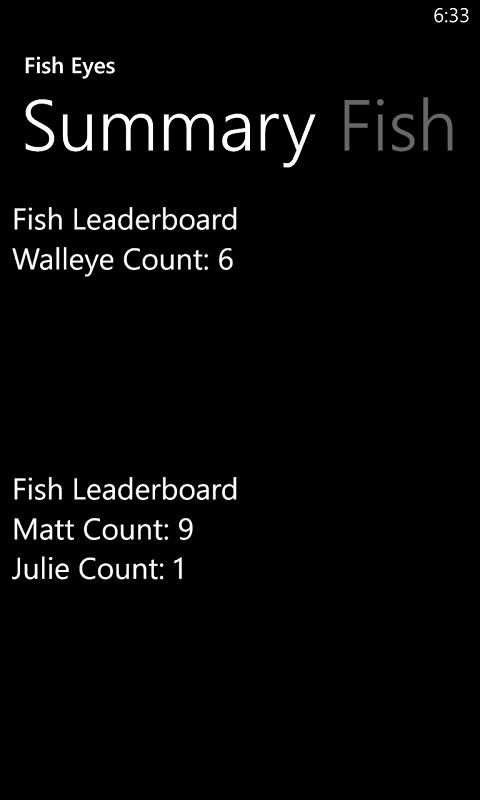 6:33
Fish Eyes
Summary Fish
Fish Leaderboard
Walleye Count: 6
Fish Leaderboard
Matt Count: 9
Julie Count: 1